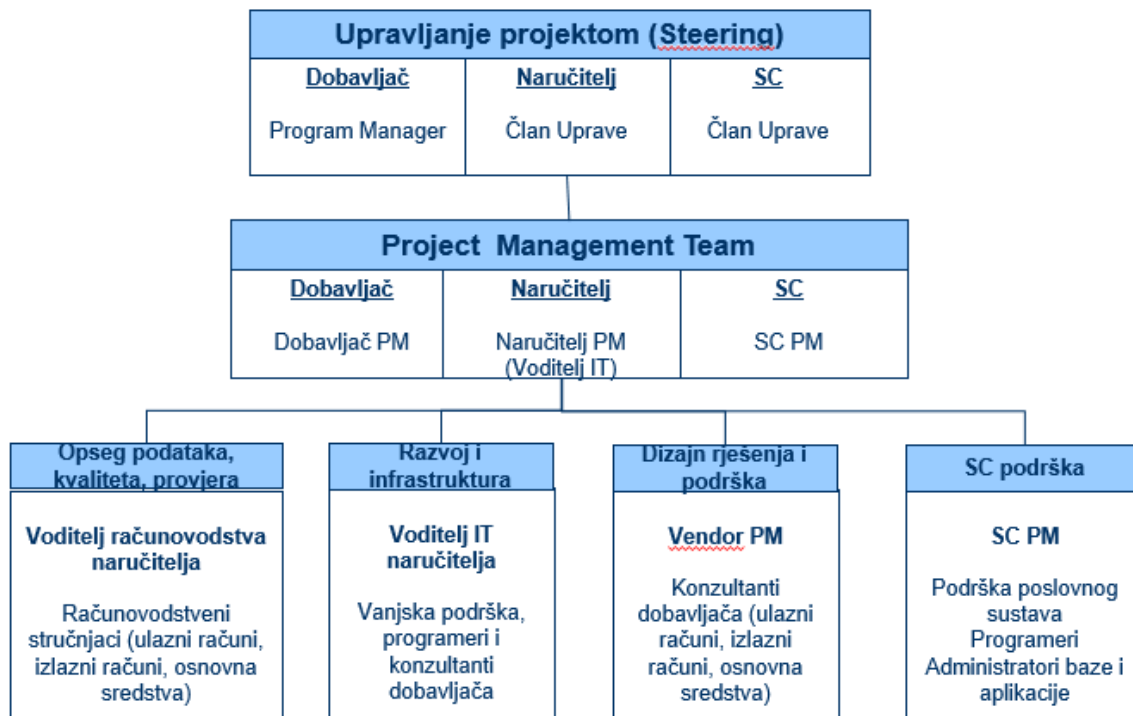 Upravljanje projektom (Steering)
Dobavljač
Program Manager
Naručitelj
Član Uprave
SC
Član Uprave
Project Management Team
Dobavljač
Dobavljač PM
Naručitelj
Naručitelj PM
(Voditelj IT)
SC
SC PM
Opseg podataka,
kvaliteta, provjera
Voditelj računovodstva
naručitelja
Računovodstveni
stručnjaci (ulazni računi,
izlazni računi, osnovna
sredstva)
Razvoj i
infrastruktura
Voditelj IT
naručitelja
Vanjska podrška,
programeri i
konzultanti
dobavljača
Dizajn rješenja i
podrška
Vendor PM
Konzultanti
dobavljača (ulazni
računi, izlazni
računi, osnovna
sredstva)
SC podrška
SC PM
Podrška poslovnog
sustava
Programeri
Administratori baze i
aplikacije